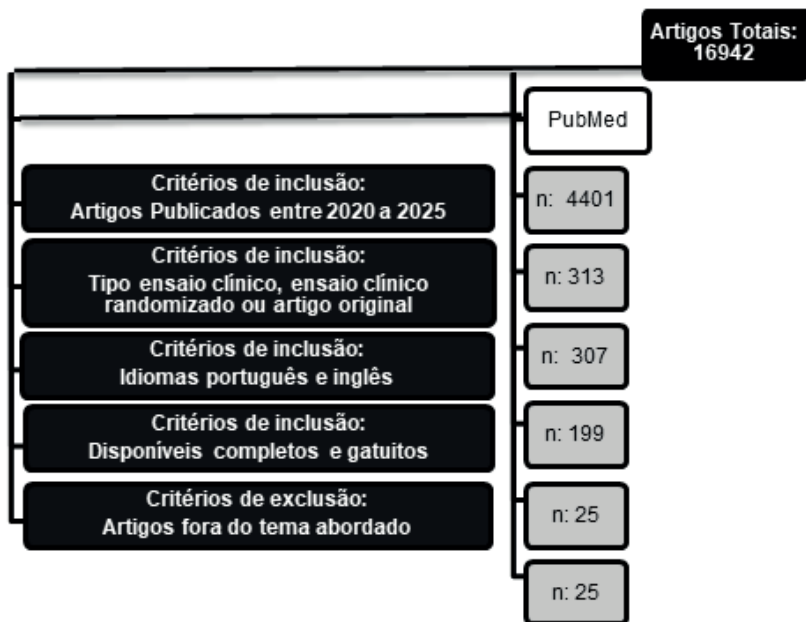 Artigos Totais:
16942
PubMed
Critérios de inclusão:
Artigos Publicados entre 2020 a 2025
n: 4401
Critérios de inclusão:
Tipo ensaio clínico, ensaio clínico
randomizado ou artigo original
n: 313
Critérios de inclusão:
Idiomas português e inglês
n: 307
Critérios de inclusão:
Disponíveis completos e gatuitos
n: 199
Critérios de exclusão:
Artigos fora do tema abordado
n: 25
n: 25